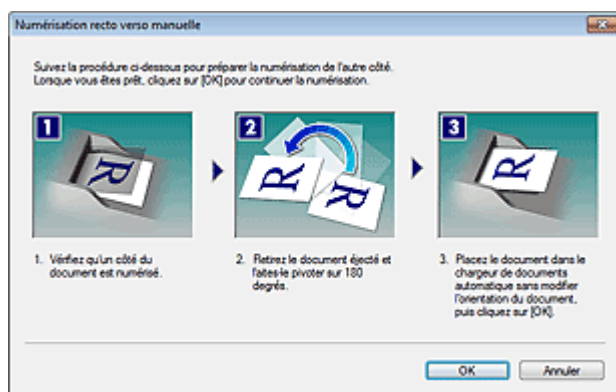 Numérisation recto verso manuelle
Suivez la procédure ci-dessous pour préparer la numérisation de l'autre côté.
Lorsque vous êtes prêt, cliquez sur [OK] pour continuer la numérisation.
1
2
3
R
R
R
R
1. Vérifiez qu'un côté du
document est numérisé.
2. Retirez le document éjecté et
faites-le pivoter sur 180
degrés.
3. Placez le document dans le
chargeur de documents
automatique sans modifier
l'orientation du document,
puis cliquez sur [OK].
OK
Annuler